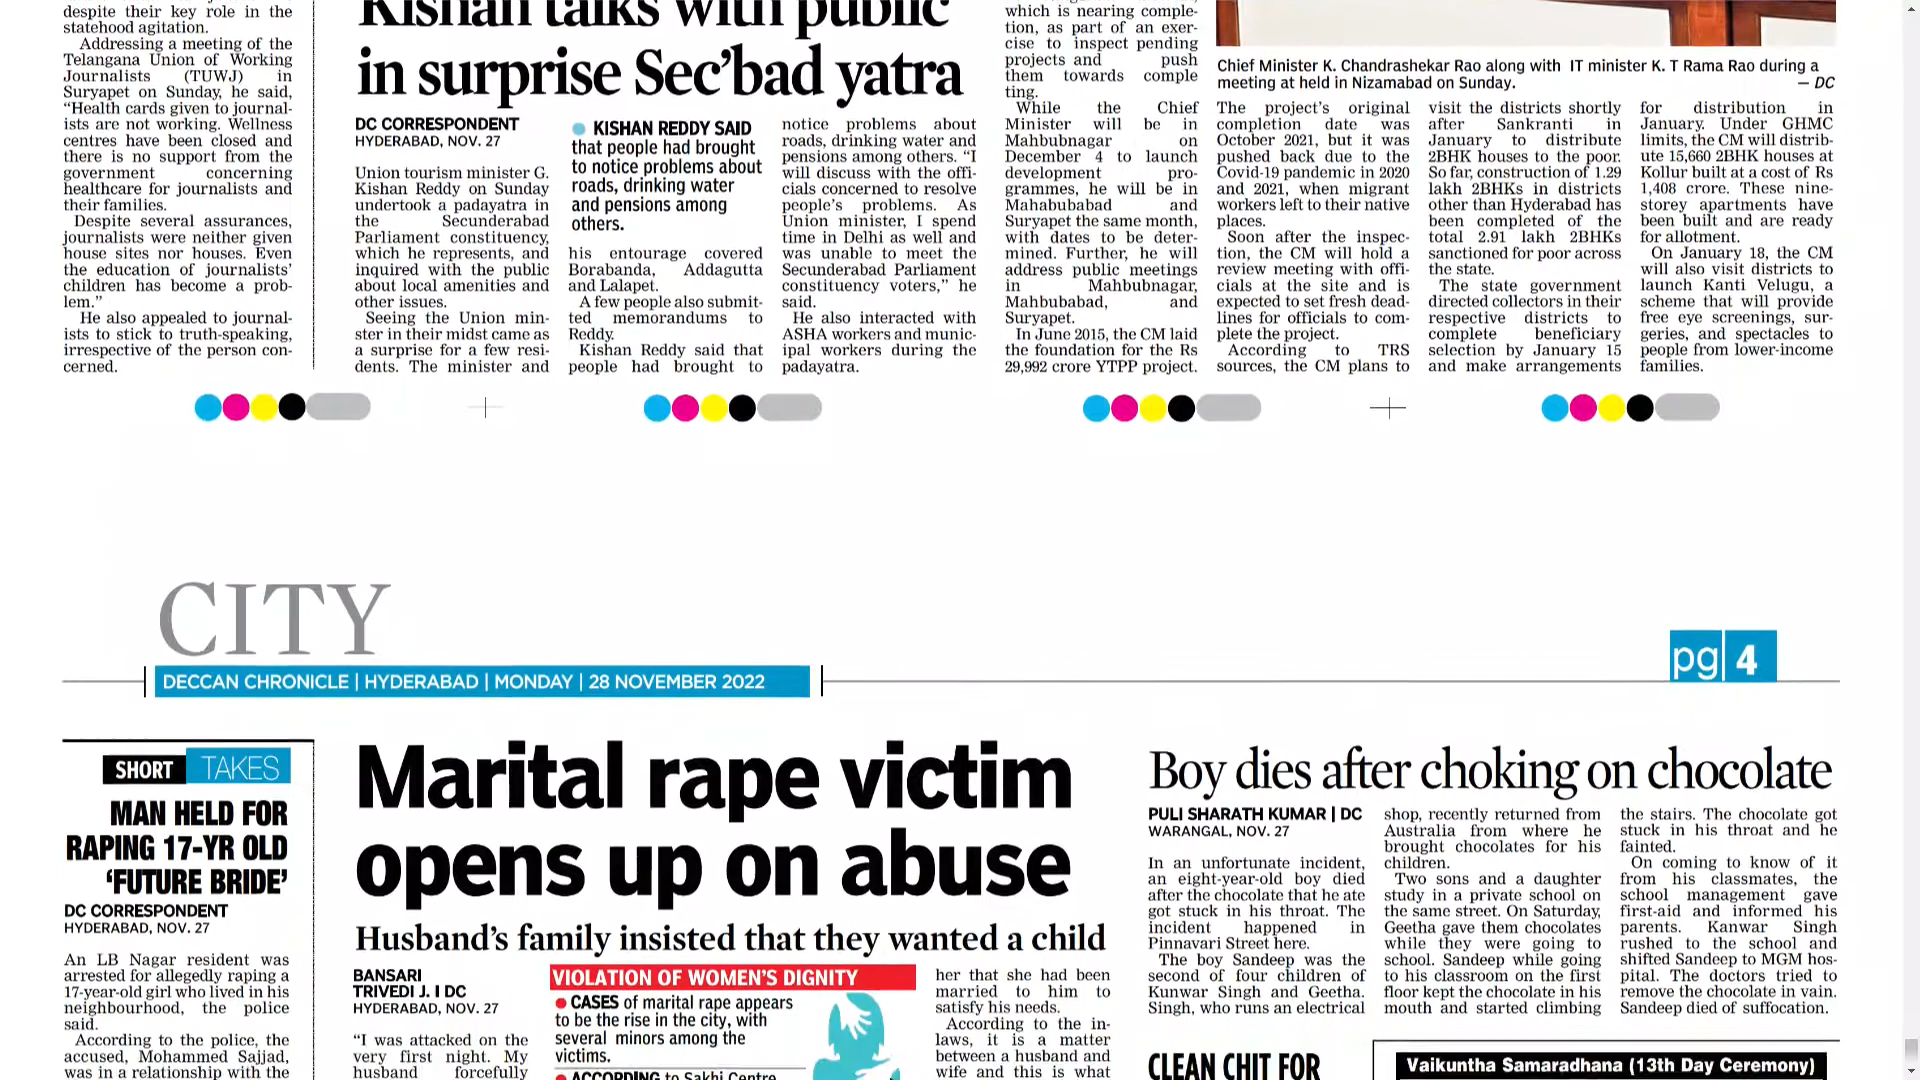 despite their key role in the
statehood agitation.
Addressing a meeting of the
Telangana Union of Working
Journalists (TUWJ) in
Suryapet on Sunday, he said,
“Health cards given to journal-
ists are not working. Wellness
centres have been closed and
there is no support from the
government concerning
healthcare for journalists and
their families.
Despite several assurances,
journalists were neither given
house sites nor houses. Even
the education of journalists’
children has become a prob-
lem.”
He also appealed to journal-
ists to stick to truth-speaking,
irrespective of the person con-
cerned.
Kishan talks with public
in surprise Sec’bad yatra
DC CORRESPONDENT
HYDERABAD, NOV. 27
Union tourism minister G.
Kishan Reddy on Sunday
undertook a padayatra in
the Secunderabad
Parliament constituency,
which he represents, and
inquired with the public
about local amenities and
other issues.
Seeing the Union min-
ster in their midst came as
a surprise for a few resi-
dents. The minister and
KISHAN REDDY SAID
that people had brought
to notice problems about
roads, drinking water
and pensions among
others.
his entourage covered
Borabanda, Addagutta
and Lalapet.
A few people also submit-
ted memorandums to
Reddy.
Kishan Reddy said that
people had brought to
notice problems about
roads, drinking water and
pensions among others. “I
will discuss with the offi-
cials concerned to resolve
people’s problems. As
Union minister, I spend
time in Delhi as well and
was unable to meet the
Secunderabad Parliament
constituency voters,” he
said.
He also interacted with
ASHA workers and munic-
ipal workers during the
padayatra.
which is nearing comple-
tion, as part of an exer-
cise to inspect pending
projects and push
them towards comple
ting.
While the Chief
Minister will be in
Mahbubnagar on
December 4 to launch
development pro-
grammes, he will be in
Mahabubabad and
Suryapet the same month,
with dates to be deter-
mined. Further, he will
address public meetings
in Mahbubnagar,
Mahbubabad, and
Suryapet.
In June 2015, the CM laid
the foundation for the Rs
29,992 crore YTPP project.
Chief Minister K. Chandrashekar Rao along with IT minister K. T Rama Rao during a
meeting at held in Nizamabad on Sunday. — DC
The project’s original
completion date was
October 2021, but it was
pushed back due to the
Covid-19 pandemic in 2020
and 2021, when migrant
workers left to their native
places.
Soon after the inspec-
tion, the CM will hold a
review meeting with offi-
cials at the site and is
expected to set fresh dead-
lines for officials to com-
plete the project.
According to TRS
sources, the CM plans to
visit the districts shortly
after Sankranti in
January to distribute
2BHK houses to the poor.
So far, construction of 1.29
lakh 2BHKs in districts
other than Hyderabad has
been completed of the
total 2.91 lakh 2BHKs
sanctioned for poor across
the state.
The state government
directed collectors in their
respective districts to
complete beneficiary
selection by January 15
and make arrangements
for distribution in
January. Under GHMC
limits, the CM will distrib-
ute 15,660 2BHK houses at
Kollur built at a cost of Rs
1,408 crore. These nine-
storey apartments have
been built and are ready
for allotment.
On January 18, the CM
will also visit districts to
launch Kanti Velugu, a
scheme that will provide
free eye screenings, sur-
geries, and spectacles to
people from lower-income
families.
CITY
DECCAN CHRONICLE | HYDERABAD | MONDAY | 28 NOVEMBER 2022
pg 4
SHORT TAKES
MAN HELD FOR
RAPING 17-YR OLD
‘FUTURE BRIDE’
DC CORRESPONDENT
HYDERABAD, NOV. 27
An LB Nagar resident was
arrested for allegedly raping a
17-year-old girl who lived in his
neighbourhood, the police
said.
According to the police, the
accused, Mohammed Sajjad,
was in a relationship with the
Marital rape victim
opens up on abuse
Husband’s family insisted that they wanted a child
BANSARI
TRIVEDI J. I DC
HYDERABAD, NOV. 27
“I was attacked on the
very first night. My
husband forcefully
VIOLATION OF WOMEN’S DIGNITY
CASES of marital rape appears
to be the rise in the city, with
several minors among the
victims.
ACCORDING to Sakhi Centre
her that she had been
married to him to
satisfy his needs.
According to the in-
laws, it is a matter
between a husband and
wife and this is what
Boy dies after choking on chocolate
PULI SHARATH KUMAR | DC
WARANGAL, NOV. 27
In an unfortunate incident,
an eight-year-old boy died
after the chocolate that he ate
got stuck in his throat. The
incident happened in
Pinnavari Street here.
The boy Sandeep was the
second of four children of
Kunwar Singh and Geetha.
Singh, who runs an electrical
shop, recently returned from
Australia from where he
brought chocolates for his
children.
Two sons and a daughter
study in a private school on
the same street. On Saturday,
Geetha gave them chocolates
while they were going to
school. Sandeep while going
to his classroom on the first
floor kept the chocolate in his
mouth and started climbing
the stairs. The chocolate got
stuck in his throat and he
fainted.
On coming to know of it
from his classmates, the
school management gave
first-aid and informed his
parents. Kanwar Singh
rushed to the school and
shifted Sandeep to MGM hos-
pital. The doctors tried to
remove the chocolate in vain.
Sandeep died of suffocation.
CLEAN CHIT FOR
Vaikuntha Samaradhana (13th Day Ceremony)